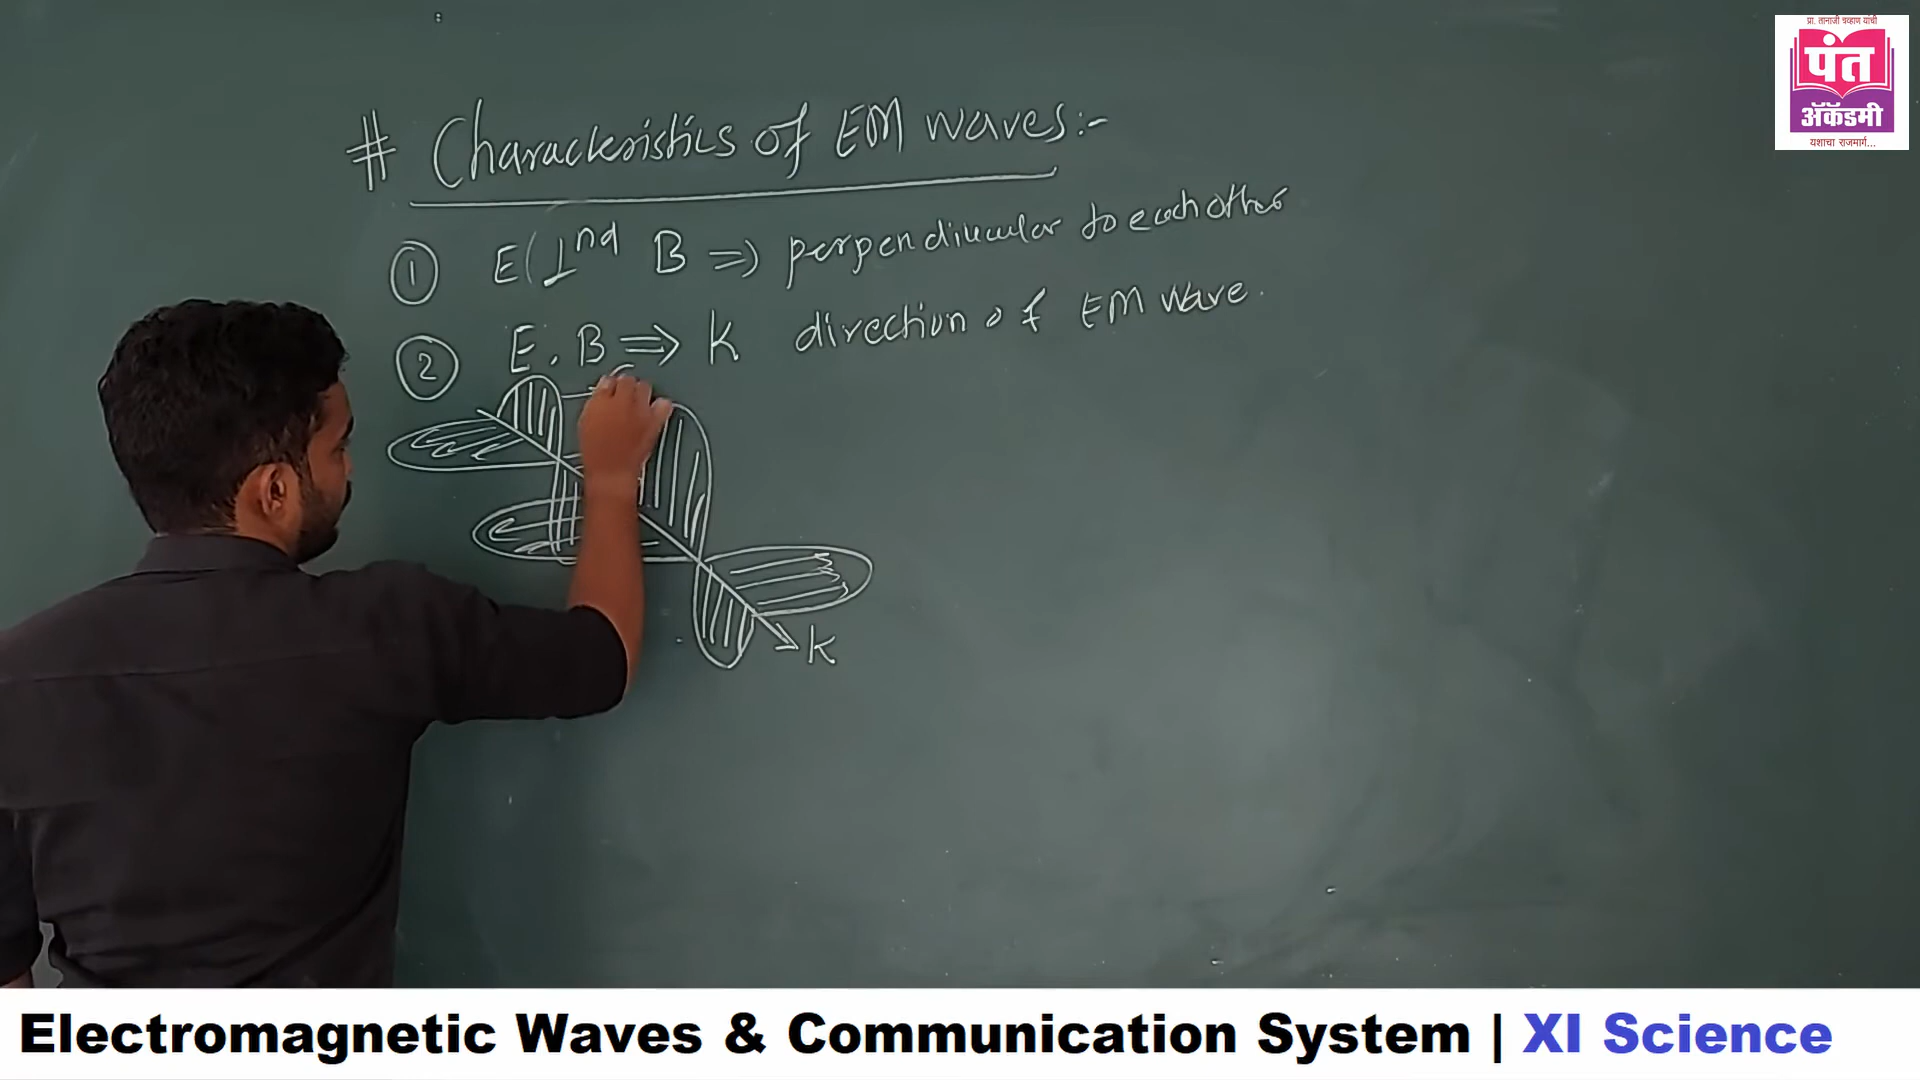 प्रा. तानाजी चव्हाण यांची
पंत
अ‍ॅकॅडमी
यशाचा राजमार्ग...
# Characteristics of EM waves:-
① E B => perpendicular to each other
② E. B => K direction of EM wave.
K
Electromagnetic Waves & Communication System | XI Science